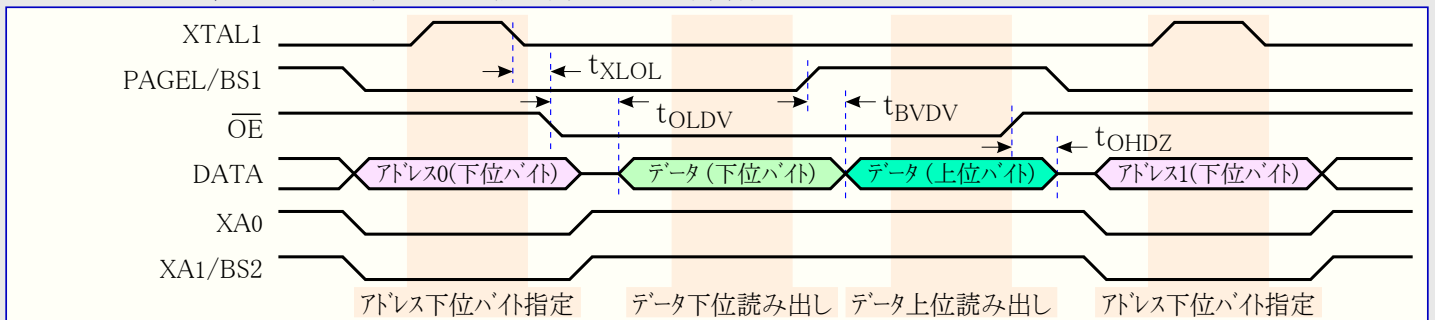 XTAL1
PAGEL/BS1
tXLOL
OE
tOLDV
tBVDV
tOHDZ
DATA
アドレス0(下位バイト)
データ (下位バイト)
データ (上位バイト)
アドレス1(下位バイト)
XA0
XA1/BS2
アドレス下位バイト指定
データ下位読み出し
データ上位読み出し
アドレス下位バイト指定